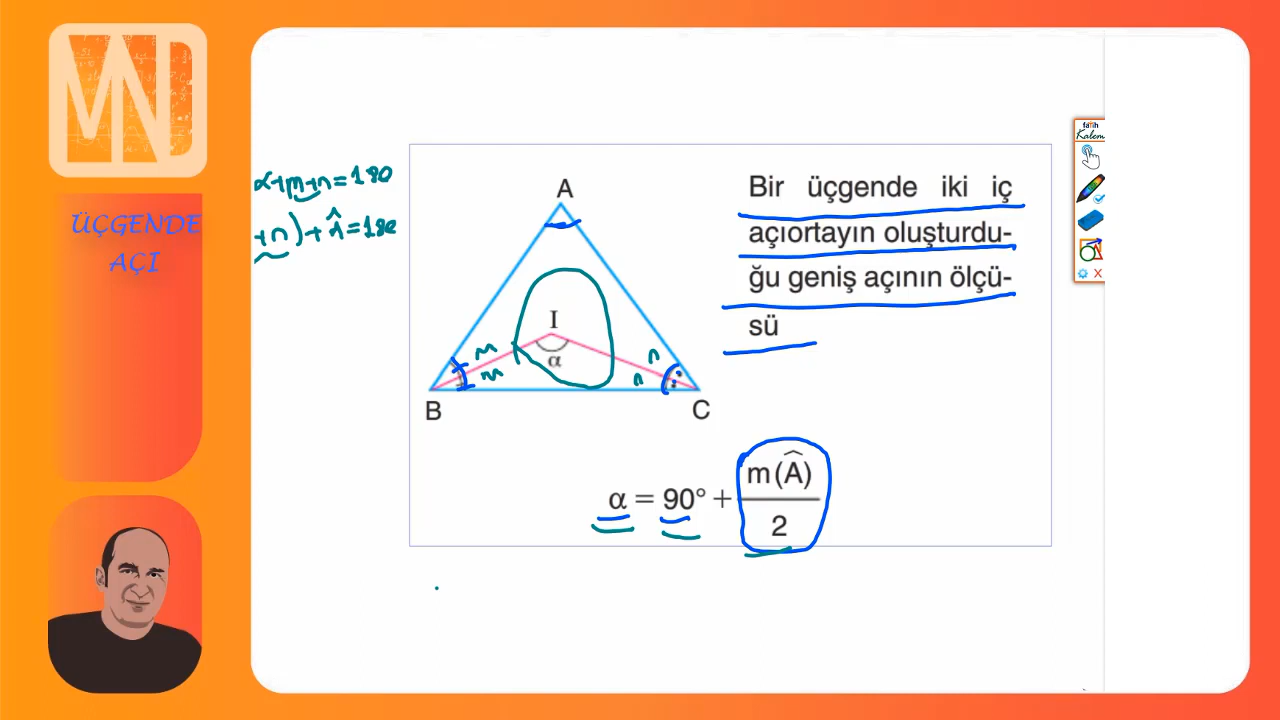 ÜÇGENDE
AÇI
α+m+n=180
+n)+Â=180
A
I
α
m
m
n
n
B
C
Bir üçgende iki iç
açıortayın oluşturdu-
ğu geniş açının ölçü-
sü
α = 90° + m(Â)/2
fatih
Kalem